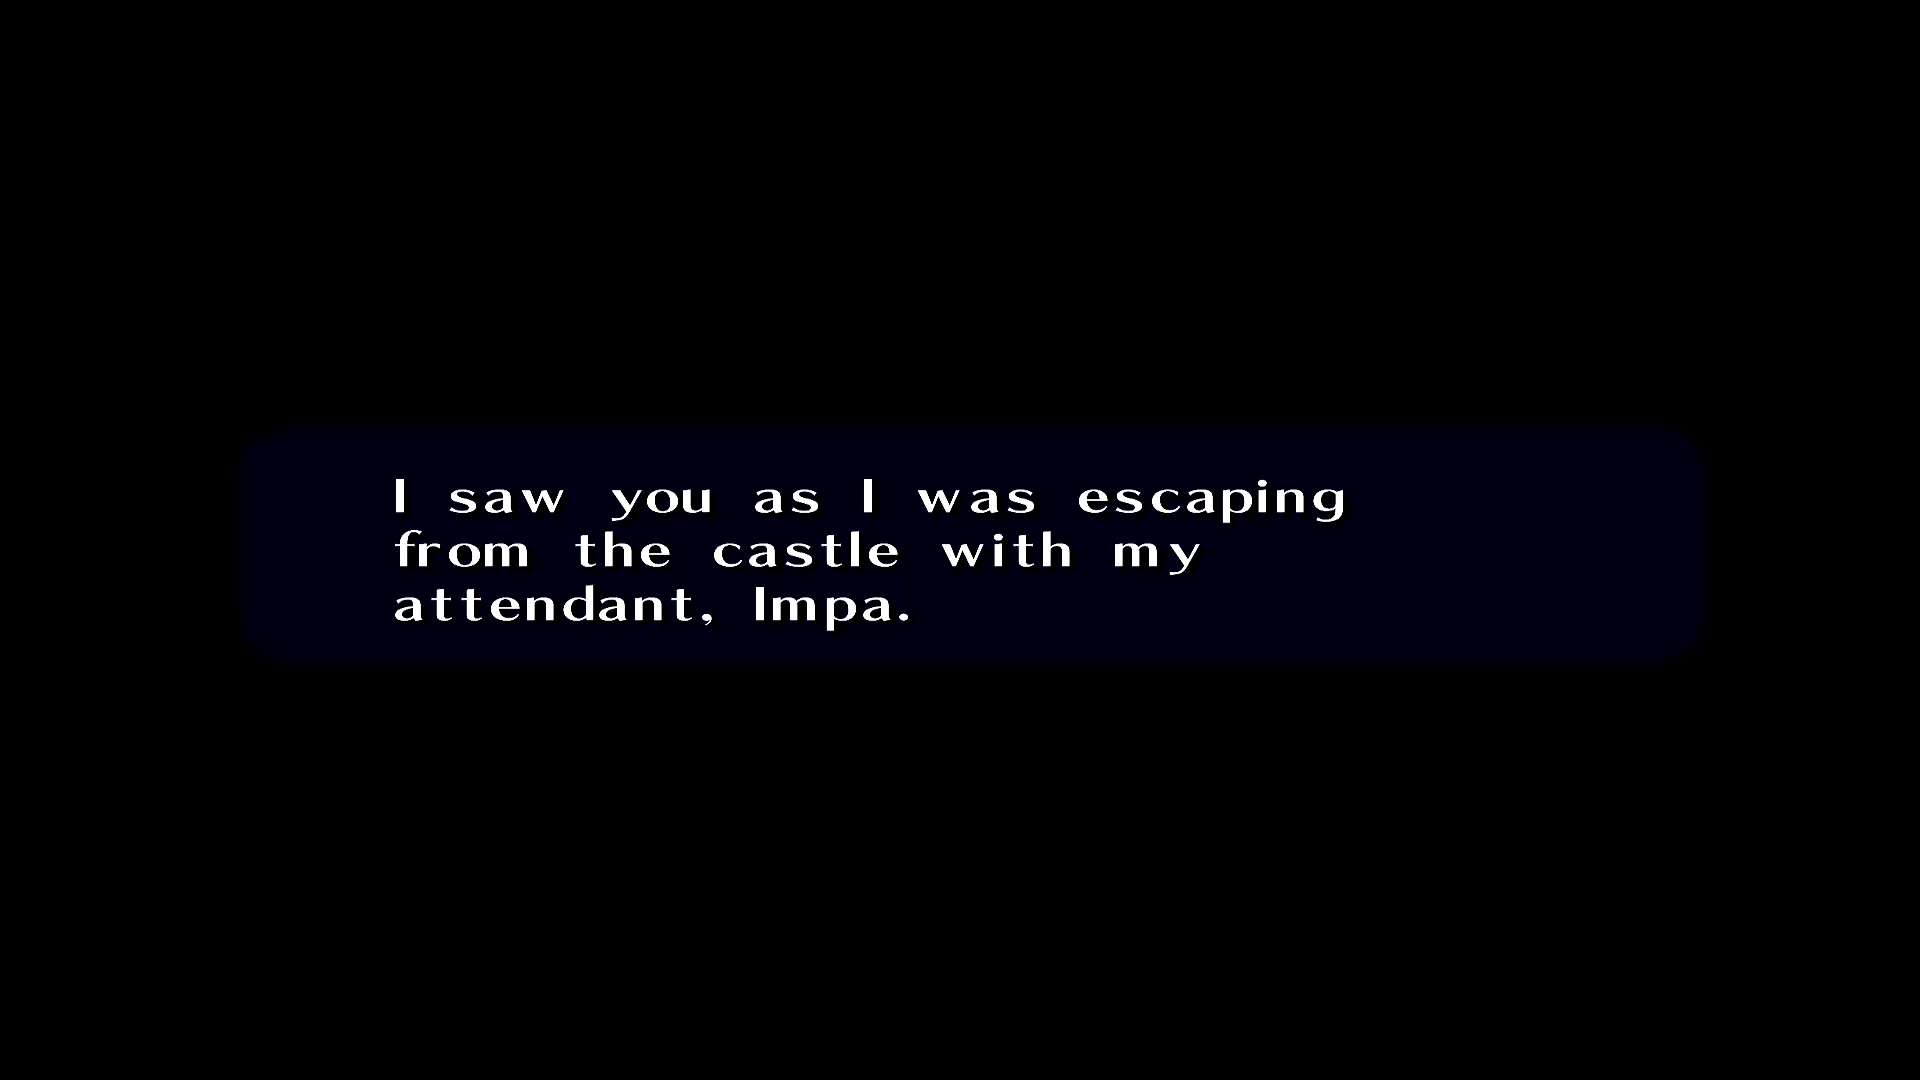 I saw you as I was escaping
from the castle with my
attendant, Impa.